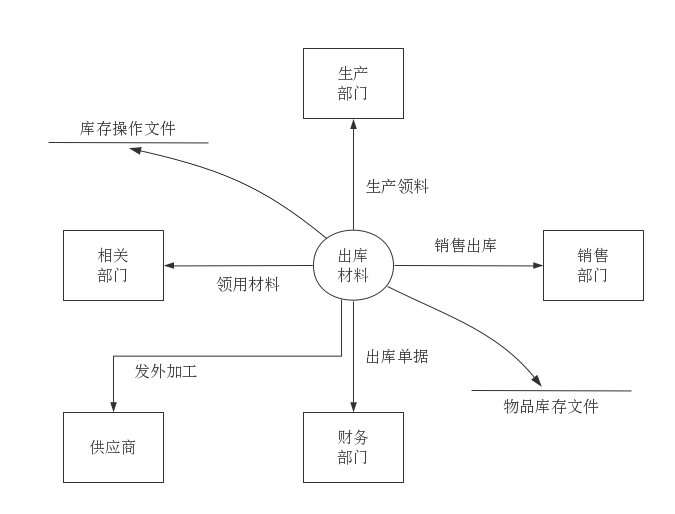 生产
部门
库存操作文件
生产领料
相关
部门
领用材料
出库
材料
销售出库
销售
部门
发外加工
出库单据
物品库存文件
供应商
财务
部门